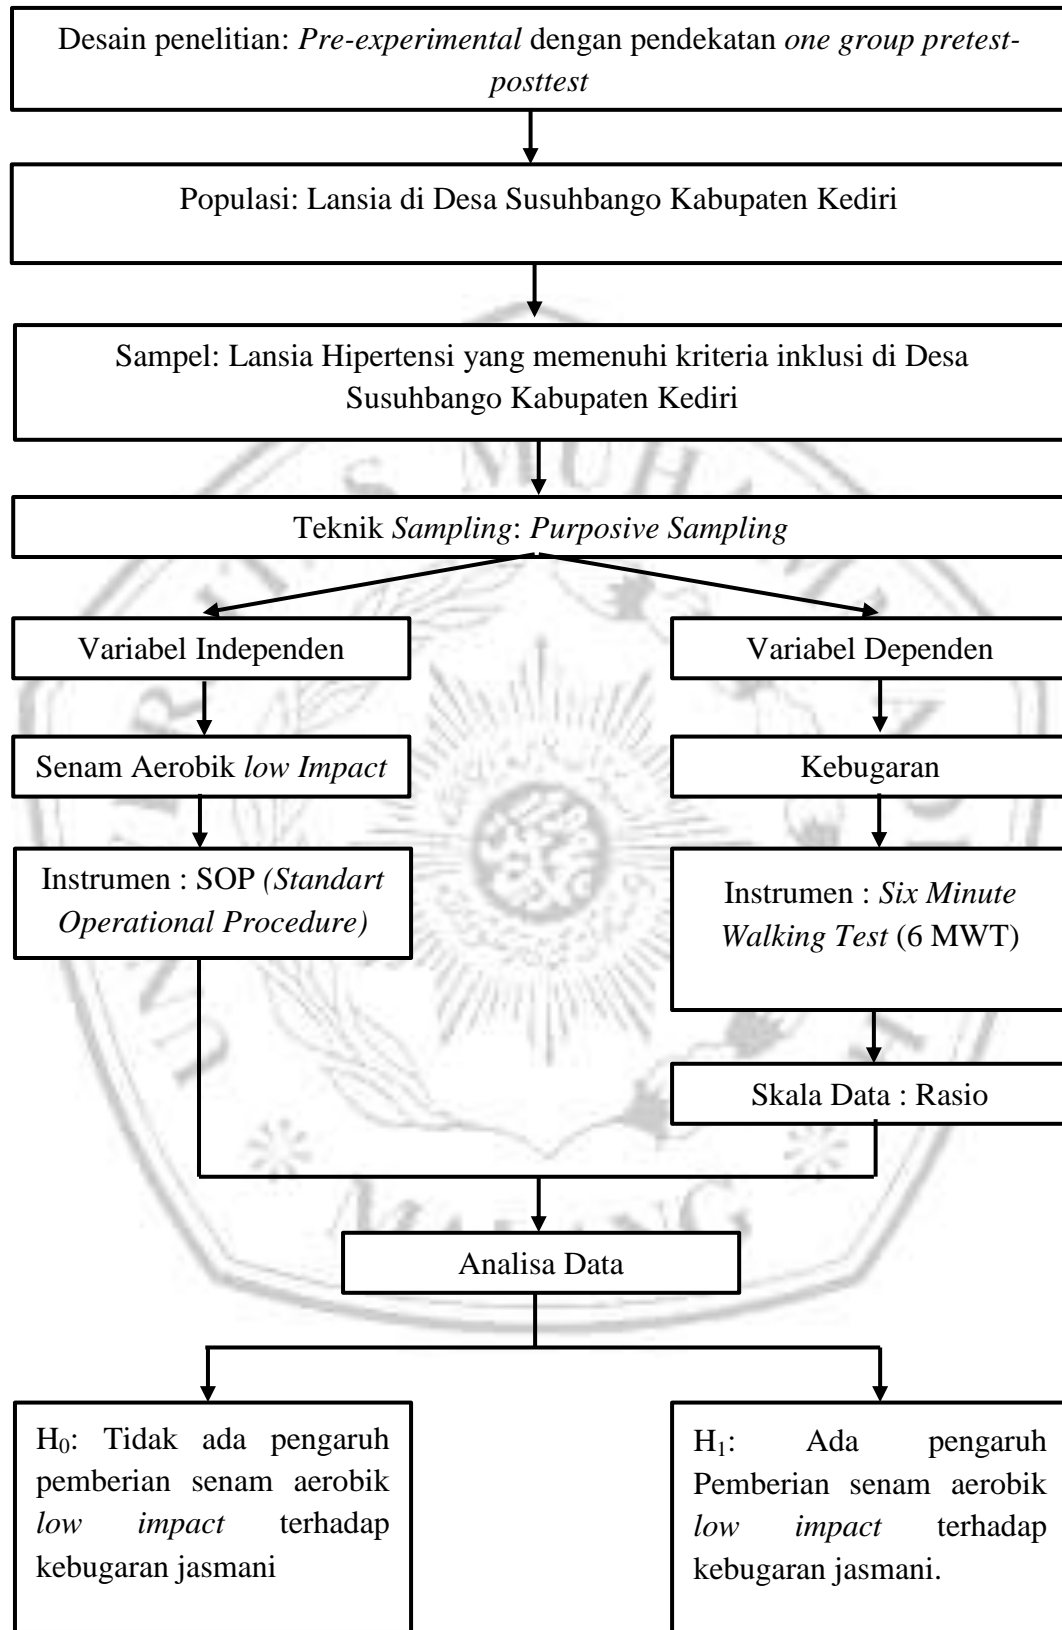 Desain penelitian: Pre-experimental dengan pendekatan one group pretest-
posttest
Populasi: Lansia di Desa Susuhbango Kabupaten Kediri
Sampel: Lansia Hipertensi yang memenuhi kriteria inklusi di Desa
Susuhbango Kabupaten Kediri
Teknik Sampling: Purposive Sampling
Variabel Independen
Variabel Dependen
Senam Aerobik low Impact
Kebugaran
Instrumen : SOP (Standart
Operational Procedure)
Instrumen : Six Minute
Walking Test (6 MWT)
Skala Data : Rasio
Analisa Data
H₀: Tidak ada pengaruh
pemberian senam aerobik
low impact terhadap
kebugaran jasmani
H₁: Ada pengaruh
Pemberian senam aerobik
low impact terhadap
kebugaran jasmani.
MALANG